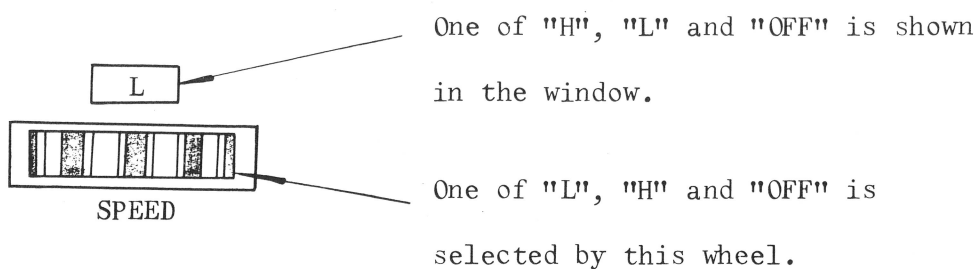 One of "H", "L" and "OFF" is shown
in the window.
L
One of "L", "H" and "OFF" is
selected by this wheel.
SPEED